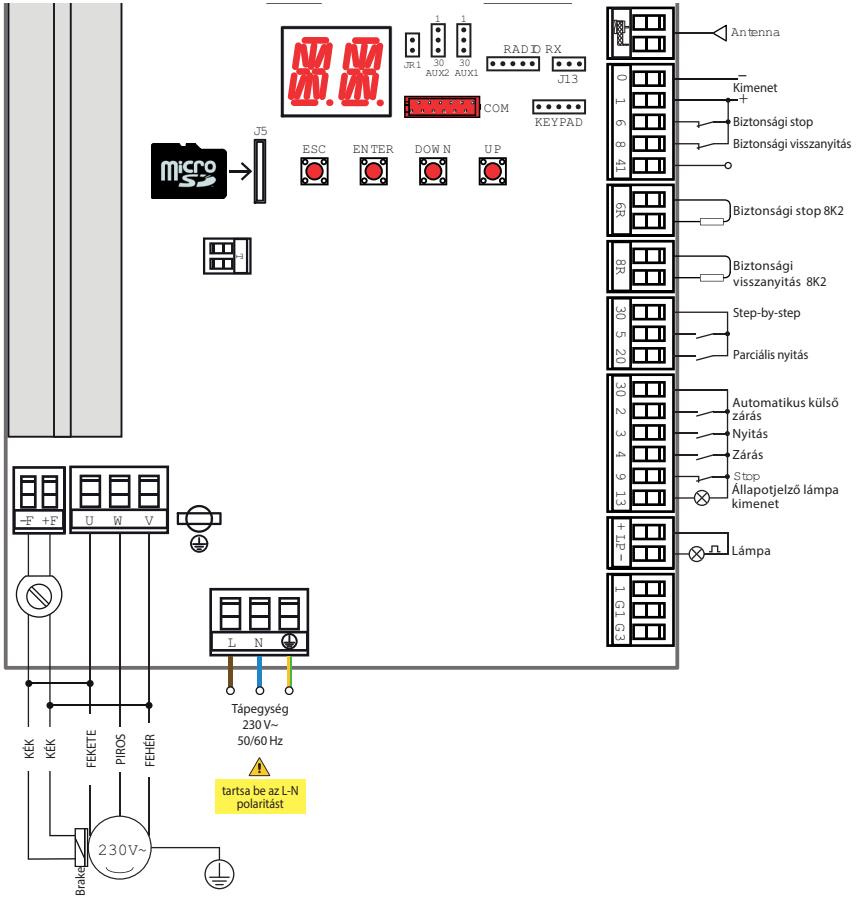 1
1
JR1
30
AUX2
30
AUX1
RADIO RX
J13
COM
KEYPAD
micro
SD
J5
ESC
ENTER
DOWN
UP
T
Antenna
0
1
6
8
41
−
Kimenet
+
Biztonsági stop
Biztonsági visszanyitás
6R
Biztonsági stop 8K2
8R
Biztonsági
visszanyitás 8K2
30
5
20
Step-by-step
Parciális nyitás
30
2
3
4
9
13
Automatikus külső
zárás
Nyitás
Zárás
Stop
Állapotjelző lámpa
kimenet
+ LP -
Lámpa
1 G1 G3
-F +F
U W V
L N
Tápegység
230 V~
50/60 Hz
tartsa be az L-N
polaritást
KÉK
KÉK
FEKETE
PIROS
FEHÉR
230V~
Brake